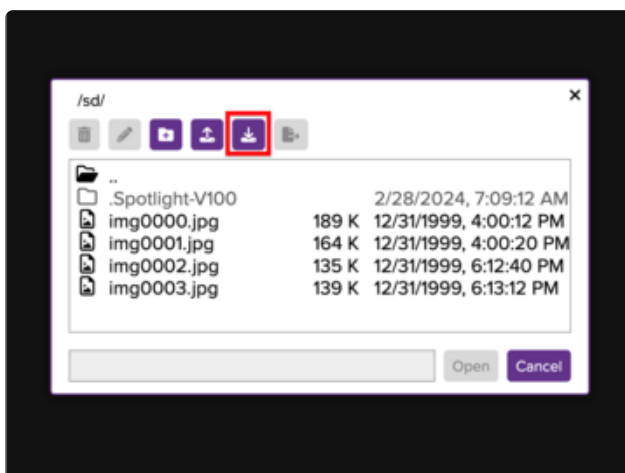 /sd/
×
..
.Spotlight-V100 2/28/2024, 7:09:12 AM
img0000.jpg 189 K 12/31/1999, 4:00:12 PM
img0001.jpg 164 K 12/31/1999, 4:00:20 PM
img0002.jpg 135 K 12/31/1999, 6:12:40 PM
img0003.jpg 139 K 12/31/1999, 6:13:12 PM
Open Cancel